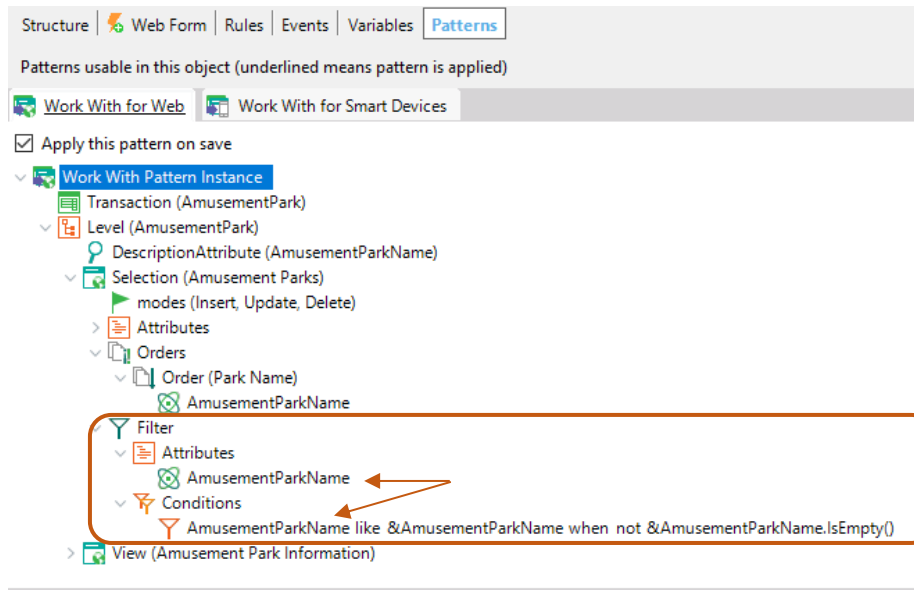 Structure Web Form Rules Events Variables Patterns
Patterns usable in this object (underlined means pattern is applied)
Work With for Web Work With for Smart Devices
Apply this pattern on save
Work With Pattern Instance
Transaction (AmusementPark)
Level (AmusementPark)
DescriptionAttribute (AmusementParkName)
Selection (Amusement Parks)
modes (Insert, Update, Delete)
Attributes
Orders
Order (Park Name)
AmusementParkName
Filter
Attributes
AmusementParkName
Conditions
AmusementParkName like &AmusementParkName when not &AmusementParkName.IsEmpty()
View (Amusement Park Information)